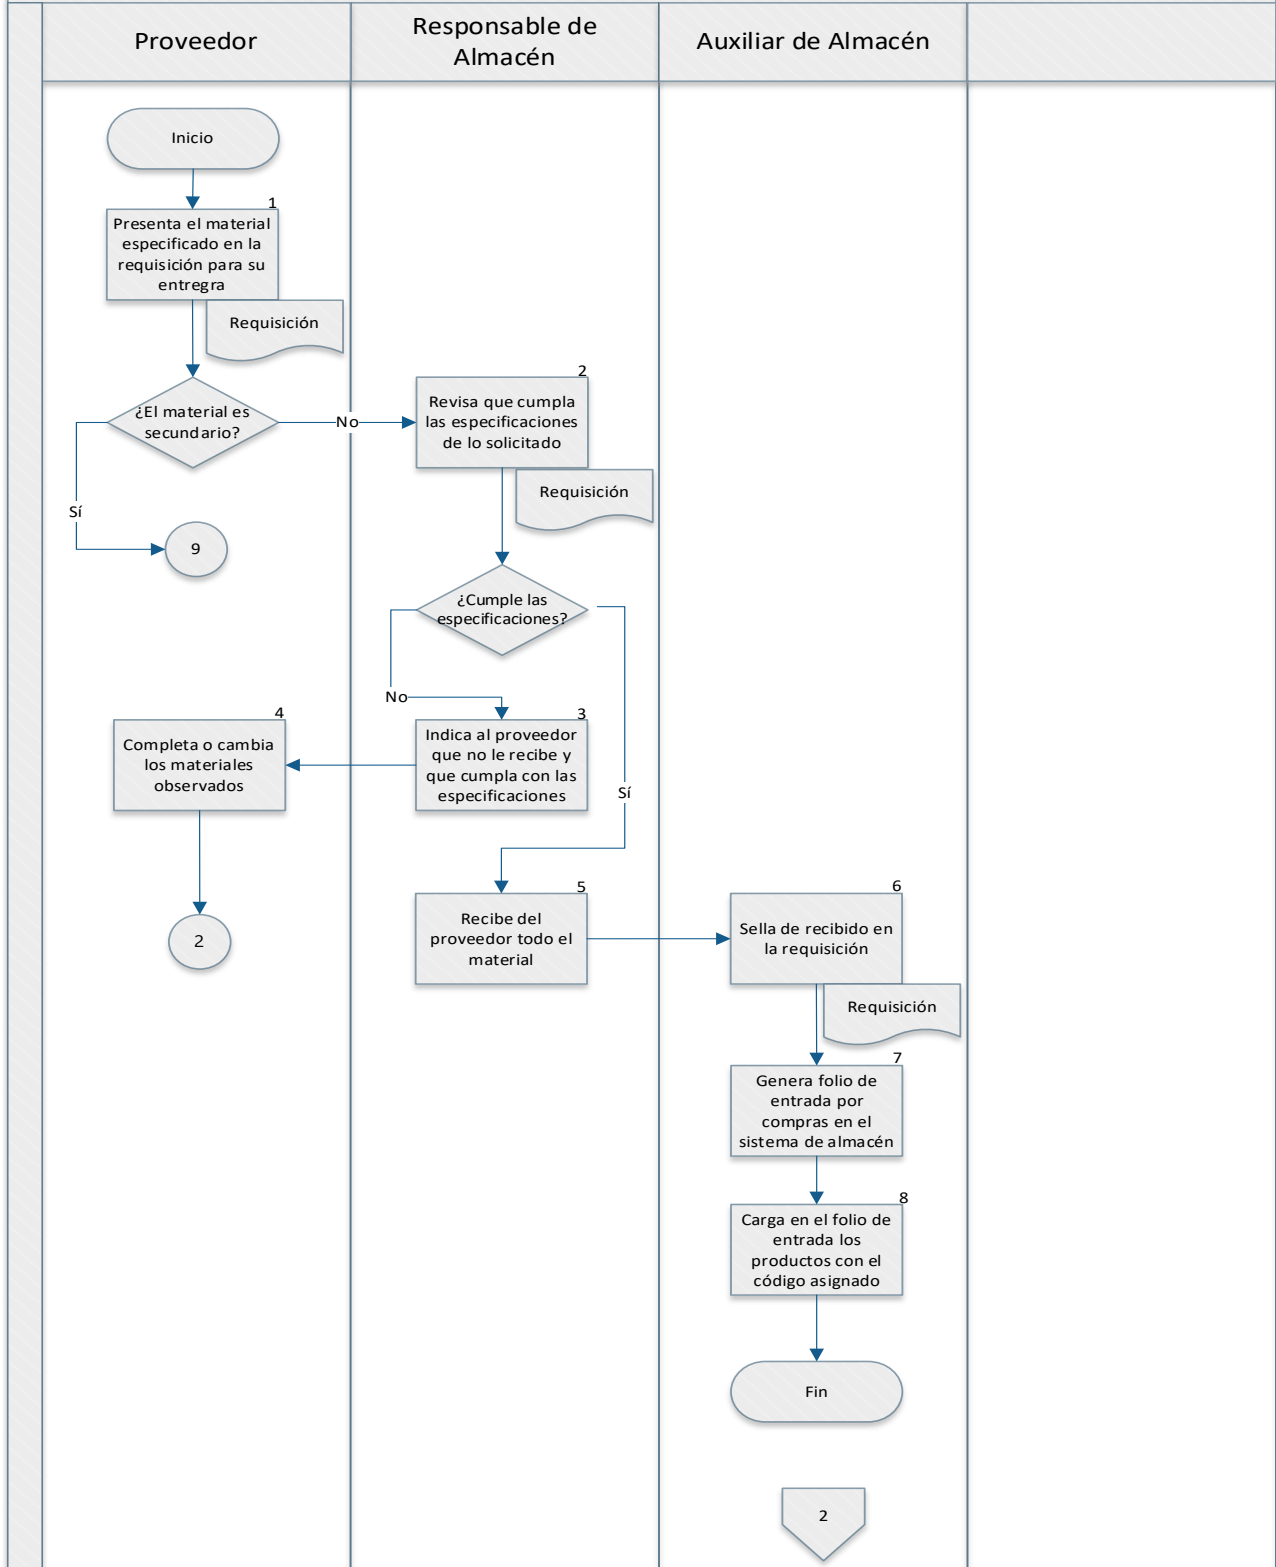 Proveedor
Responsable de
Almacén
Auxiliar de Almacén
Inicio
1
Presenta el material
especificado en la
requisición para su
entregra
Requisición
¿El material es
secundario?
No
Sí
9
2
Revisa que cumpla
las especificaciones
de lo solicitado
Requisición
¿Cumple las
especificaciones?
No
Sí
3
Indica al proveedor
que no le recibe y
que cumpla con las
especificaciones
4
Completa o cambia
los materiales
observados
2
5
Recibe del
proveedor todo el
material
6
Sella de recibido en
la requisición
Requisición
7
Genera folio de
entrada por
compras en el
sistema de almacén
8
Carga en el folio de
entrada los
productos con el
código asignado
Fin
2